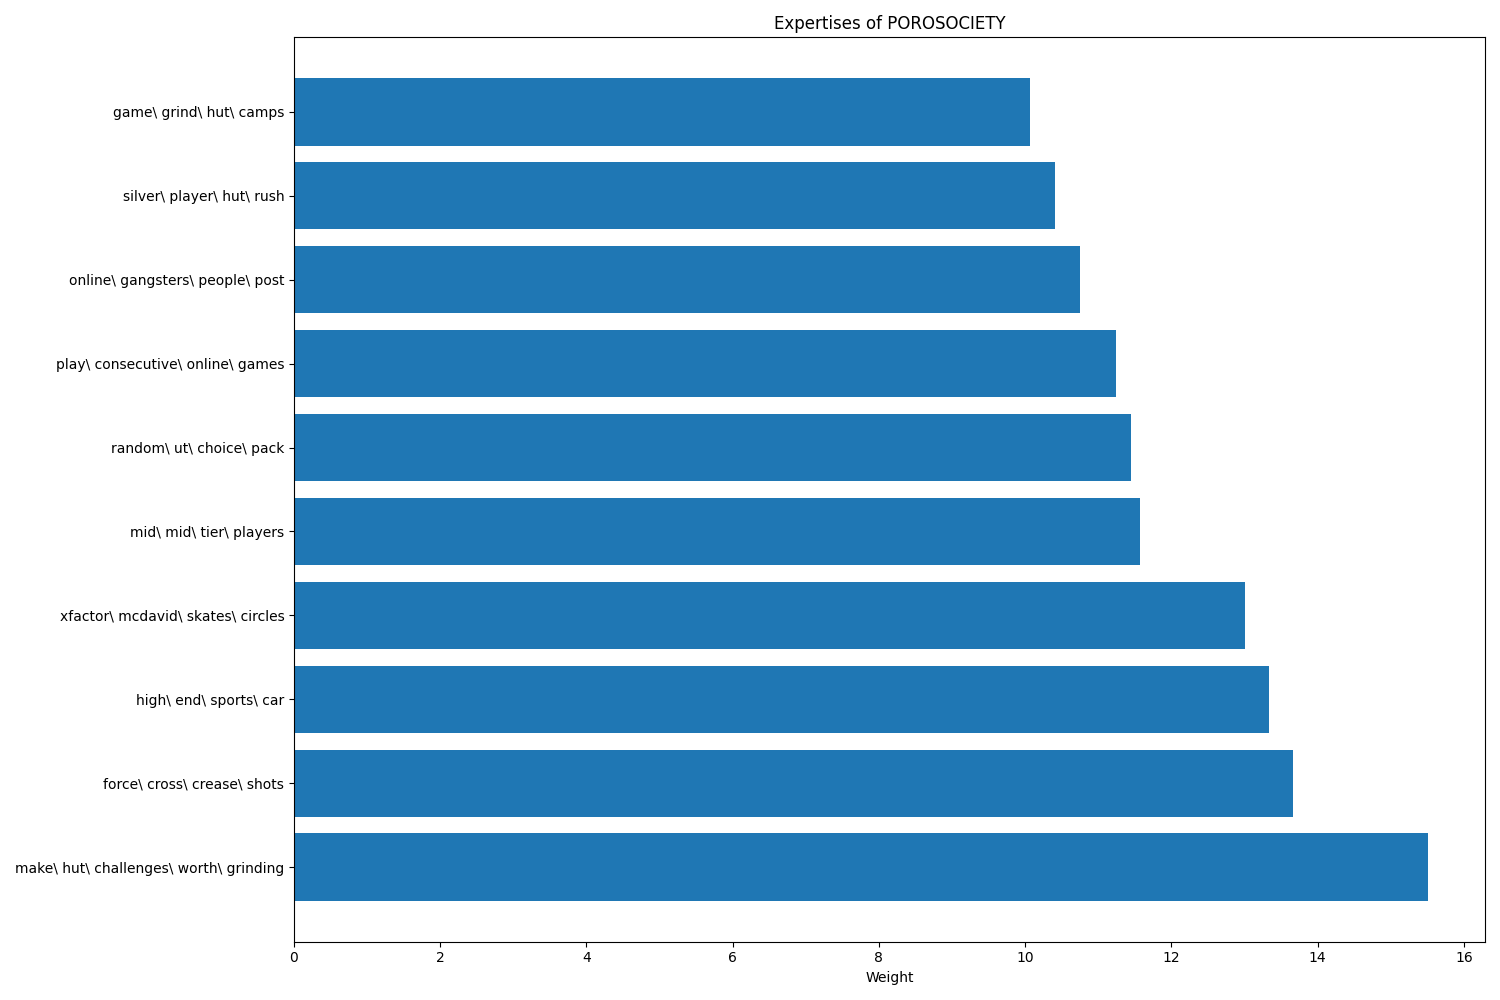 Expertises of POROSOCIETY
game\ grind\ hut\ camps
silver\ player\ hut\ rush
online\ gangsters\ people\ post
play\ consecutive\ online\ games
random\ ut\ choice\ pack
mid\ mid\ tier\ players
xfactor\ mcdavid\ skates\ circles
high\ end\ sports\ car
force\ cross\ crease\ shots
make\ hut\ challenges\ worth\ grinding
0 2 4 6 8 10 12 14 16
Weight